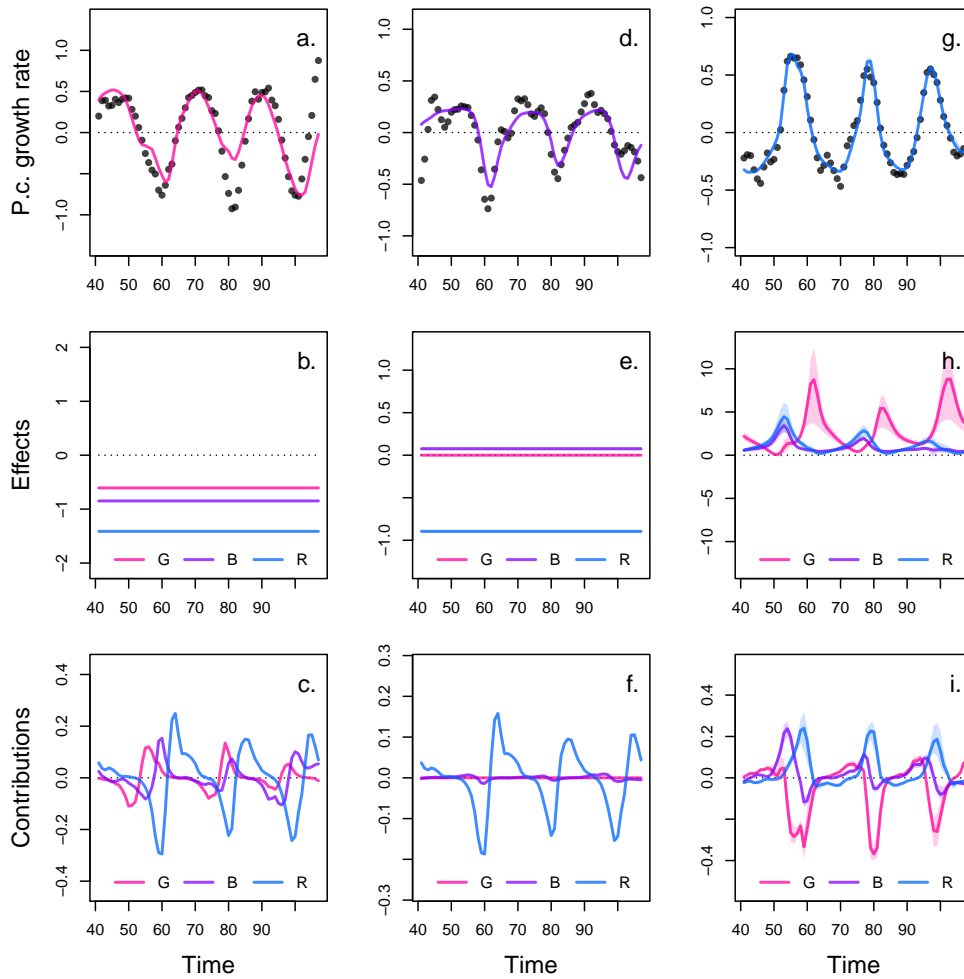 P.c. growth rate
a.
1.0
0.5
0.0
−1.0
40 50 60 70 80 90
d.
1.0
0.5
0.0
−0.5
−1.0
40 50 60 70 80 90
g.
1.0
0.5
0.0
−0.5
−1.0
40 50 60 70 80 90
Effects
b.
2
1
0
−1
−2
G B R
40 50 60 70 80 90
e.
1.0
0.5
0.0
−1.0
G B R
40 50 60 70 80 90
h.
10
5
0
−5
−10
G B R
40 50 60 70 80 90
Contributions
c.
0.4
0.2
0.0
−0.2
−0.4
G B R
40 50 60 70 80 90
Time
f.
0.3
0.2
0.1
0.0
−0.1
−0.3
G B R
40 50 60 70 80 90
Time
i.
0.4
0.2
0.0
−0.4
G B R
40 50 60 70 80 90
Time